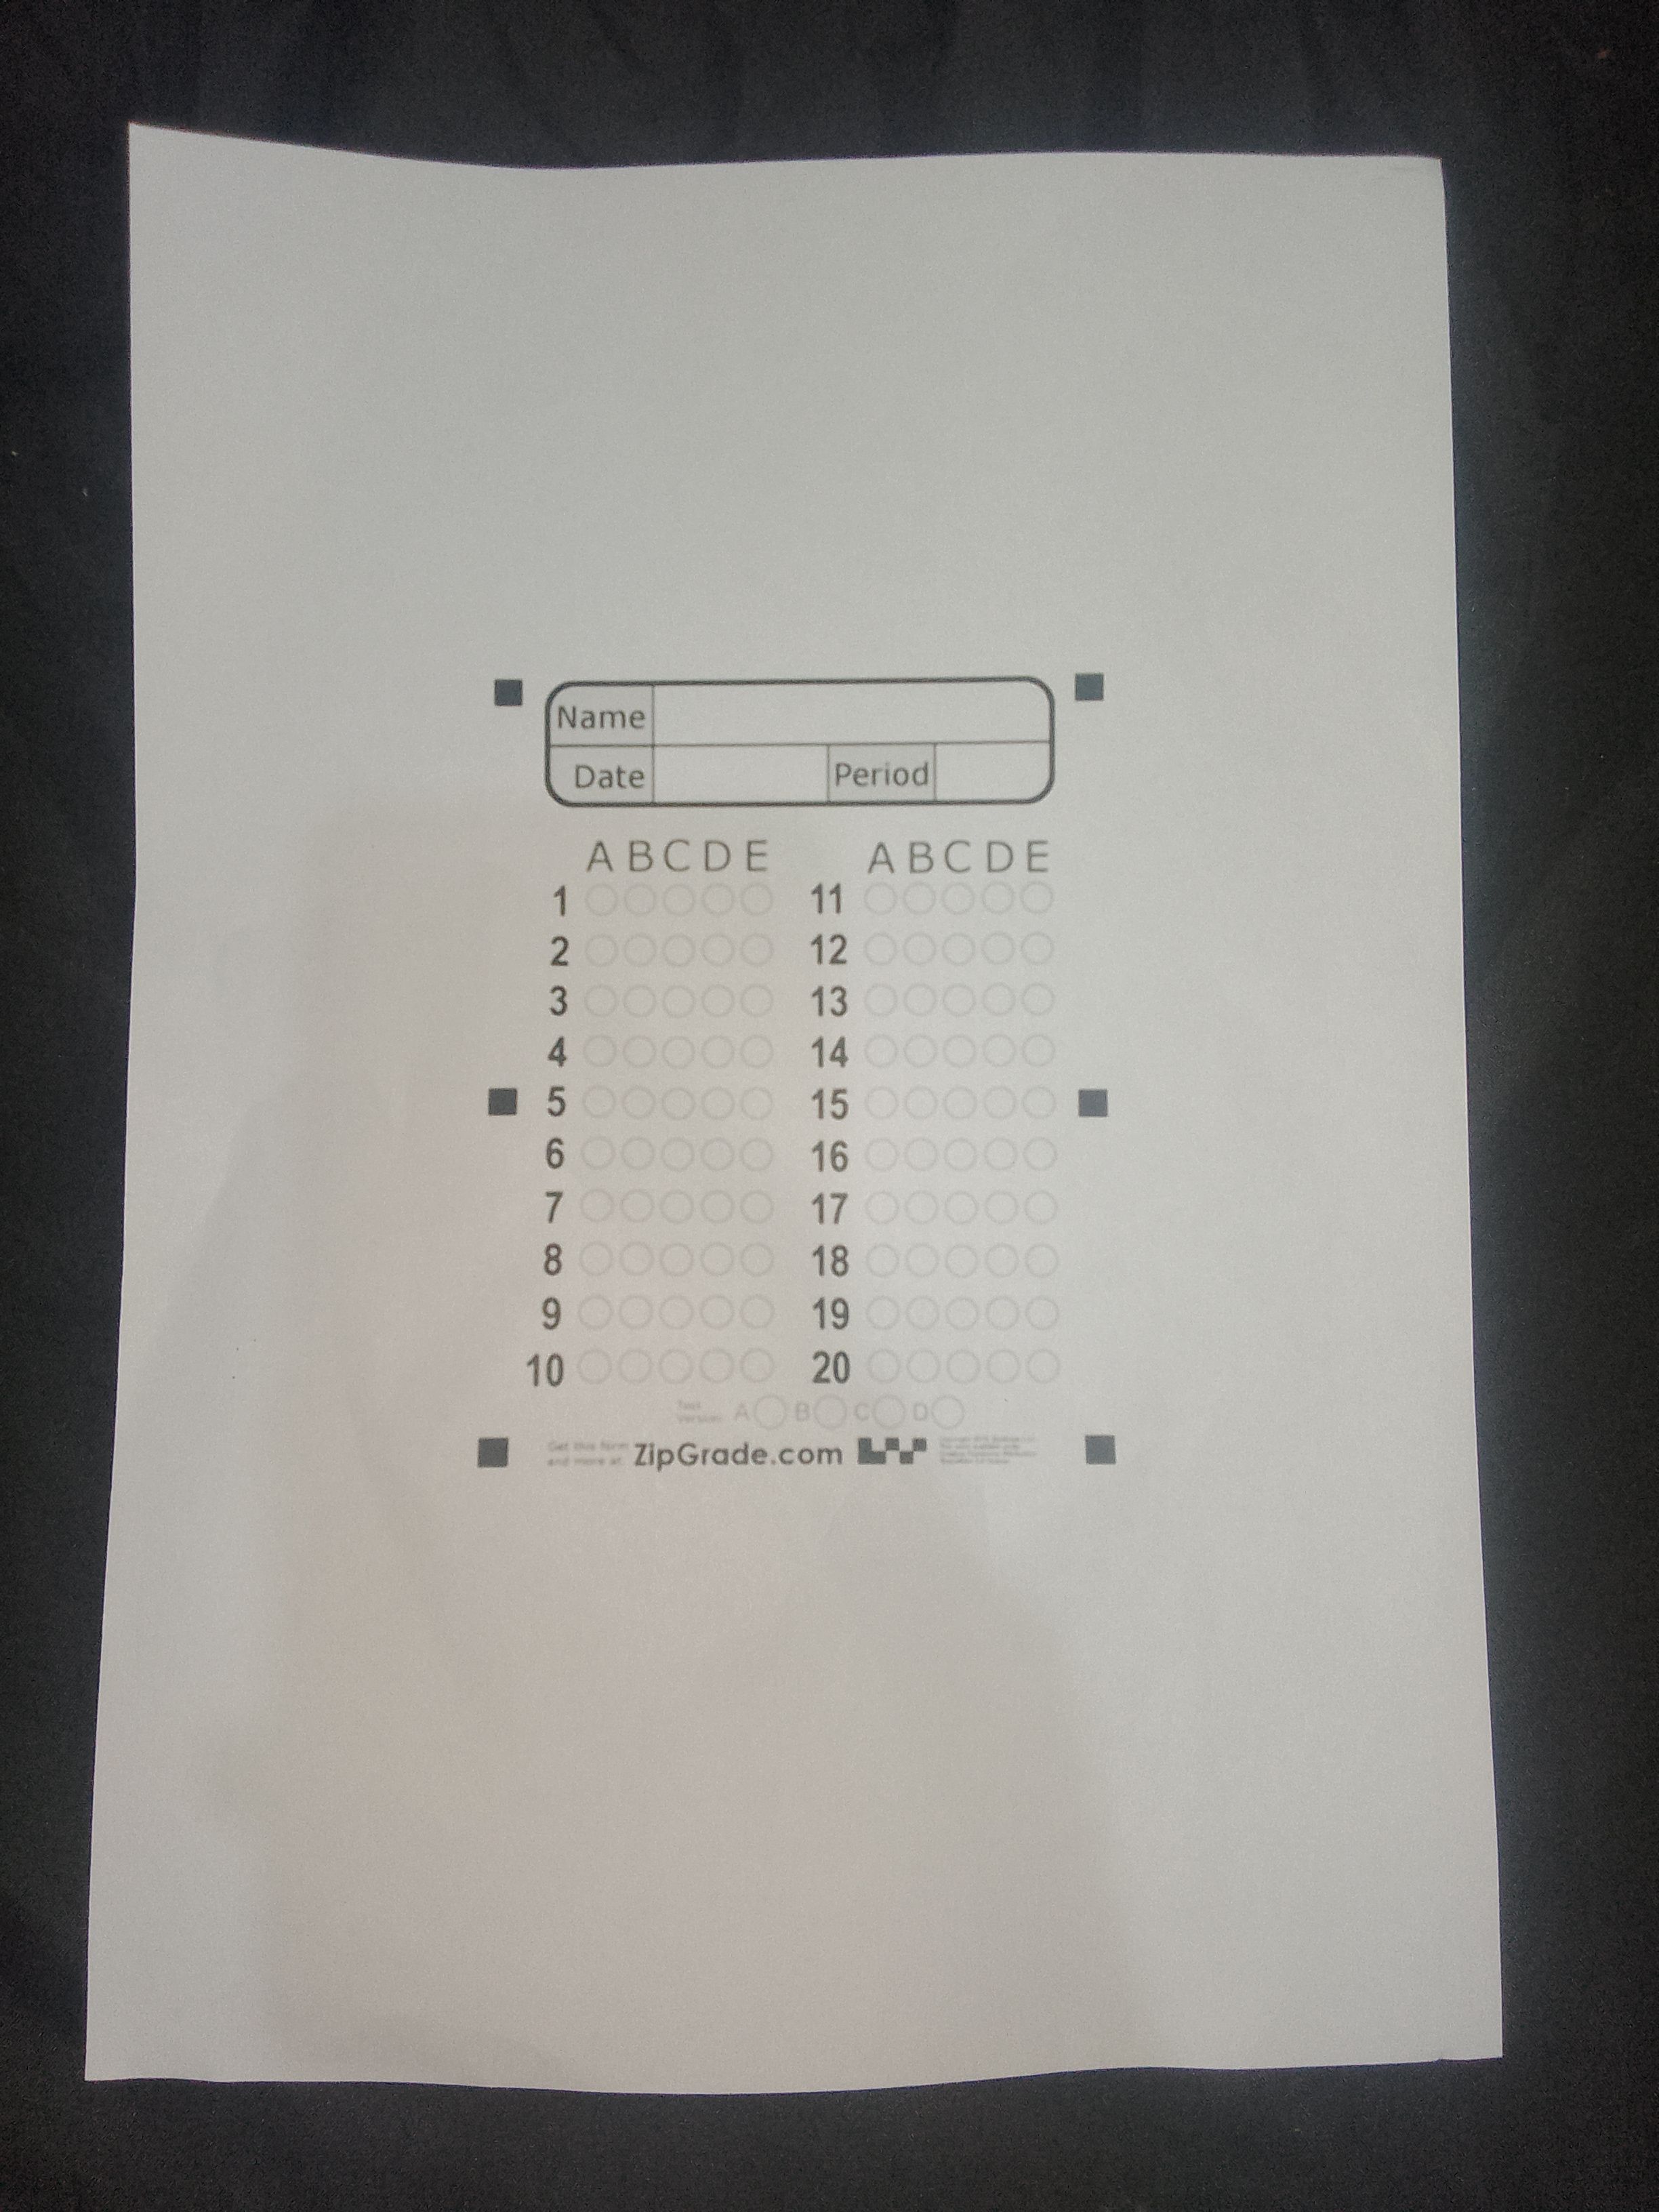 Name
Date Period
A B C D E A B C D E
1 11
2 12
3 13
4 14
5 15
6 16
7 17
8 18
9 19
10 20
Test Version A B C D
Get this form and more at: ZipGrade.com